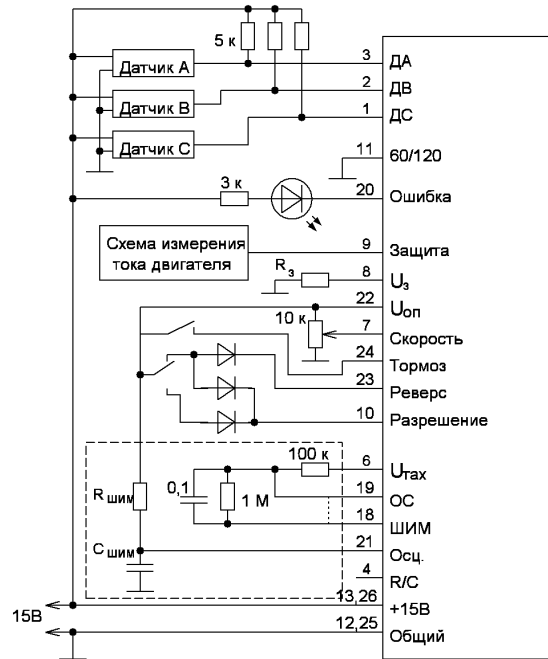 5 к
Датчик А
3
ДА
Датчик В
2
ДВ
Датчик С
1
ДС
11
60/120
3 к
20
Ошибка
Схема измерения
тока двигателя
9
Защита
Rз
8
Uз
22
Uоп
10 к
7
Скорость
24
Тормоз
23
Реверс
10
Разрешение
100 к
6
Uтах
0,1
19
ОС
Rшим
1 М
18
ШИМ
Сшим
21
Осц.
4
R/C
13,26
+15В
15В
12,25
Общий